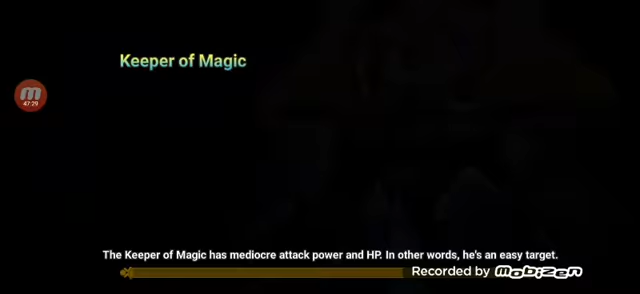 Keeper of Magic
47:29
The Keeper of Magic has mediocre attack power and HP. In other words, he's an easy target.
Recorded by mobizen